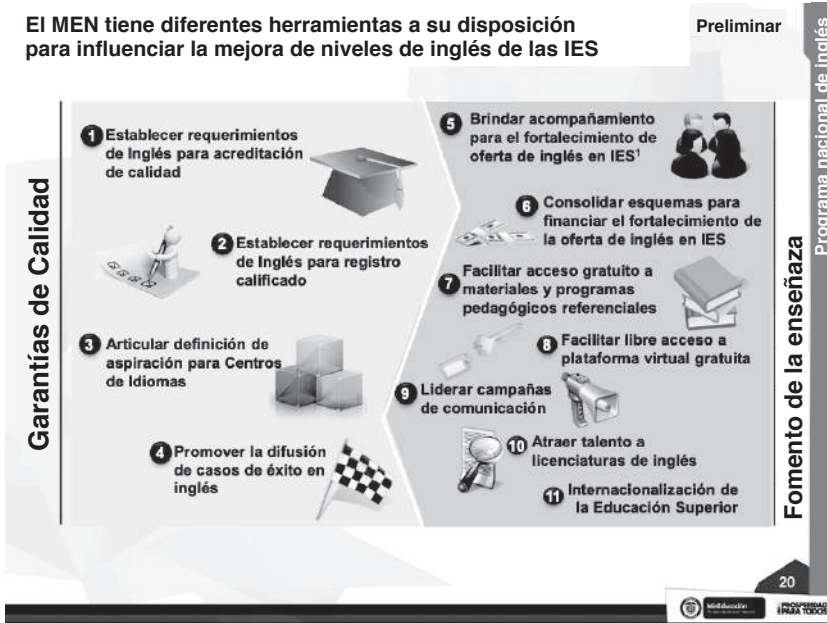 El MEN tiene diferentes herramientas a su disposición
para influenciar la mejora de niveles de inglés de las IES
Preliminar
Programa nacional de inglés
Garantías de Calidad
1 Establecer requerimientos
de Inglés para acreditación
de calidad
2 Establecer requerimientos
de Inglés para registro
calificado
3 Articular definición de
aspiración para Centros
de Idiomas
4 Promover la difusión
de casos de éxito en
inglés
5 Brindar acompañamiento
para el fortalecimiento de
oferta de inglés en IES¹
6 Consolidar esquemas para
financiar el fortalecimiento de
la oferta de inglés en IES
7 Facilitar acceso gratuito a
materiales y programas
pedagógicos referenciales
8 Facilitar libre acceso a
plataforma virtual gratuita
9 Liderar campañas
de comunicación
10 Atraer talento a
licenciaturas de inglés
11 Internacionalización de
la Educación Superior
Fomento de la enseñaza
20
MinEducación
PROSPERIDAD
PARA TODOS